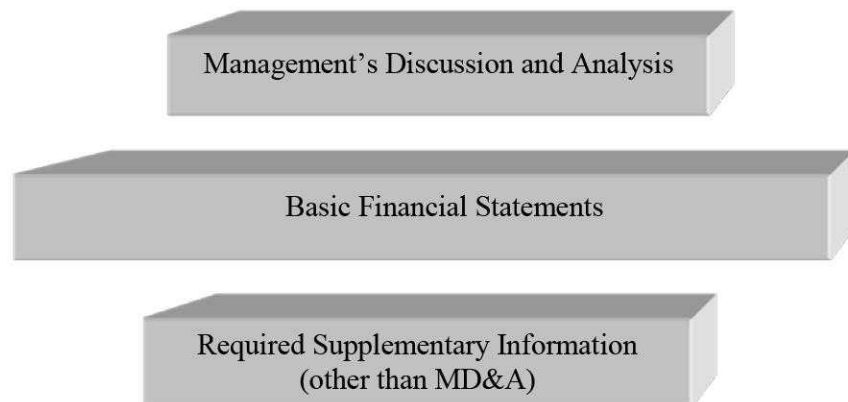 Management’s Discussion and Analysis
Basic Financial Statements
Required Supplementary Information
(other than MD&A)